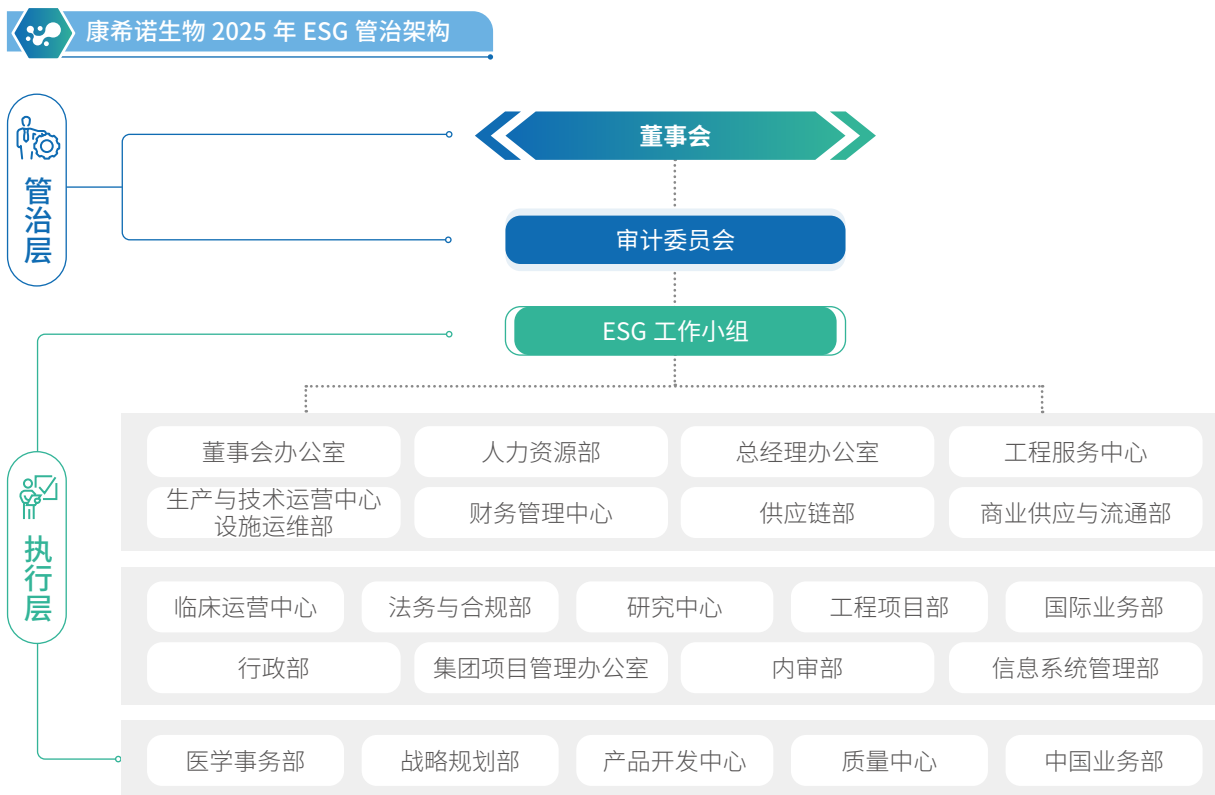 康希诺生物 2025 年 ESG 管治架构
管治层
董事会
审计委员会
ESG 工作小组
执行层
董事会办公室
人力资源部
总经理办公室
工程服务中心
生产与技术运营中心
设施运维部
财务管理中心
供应链部
商业供应与流通部
临床运营中心
法务与合规部
研究中心
工程项目部
国际业务部
行政部
集团项目管理办公室
内审部
信息系统管理部
医学事务部
战略规划部
产品开发中心
质量中心
中国业务部